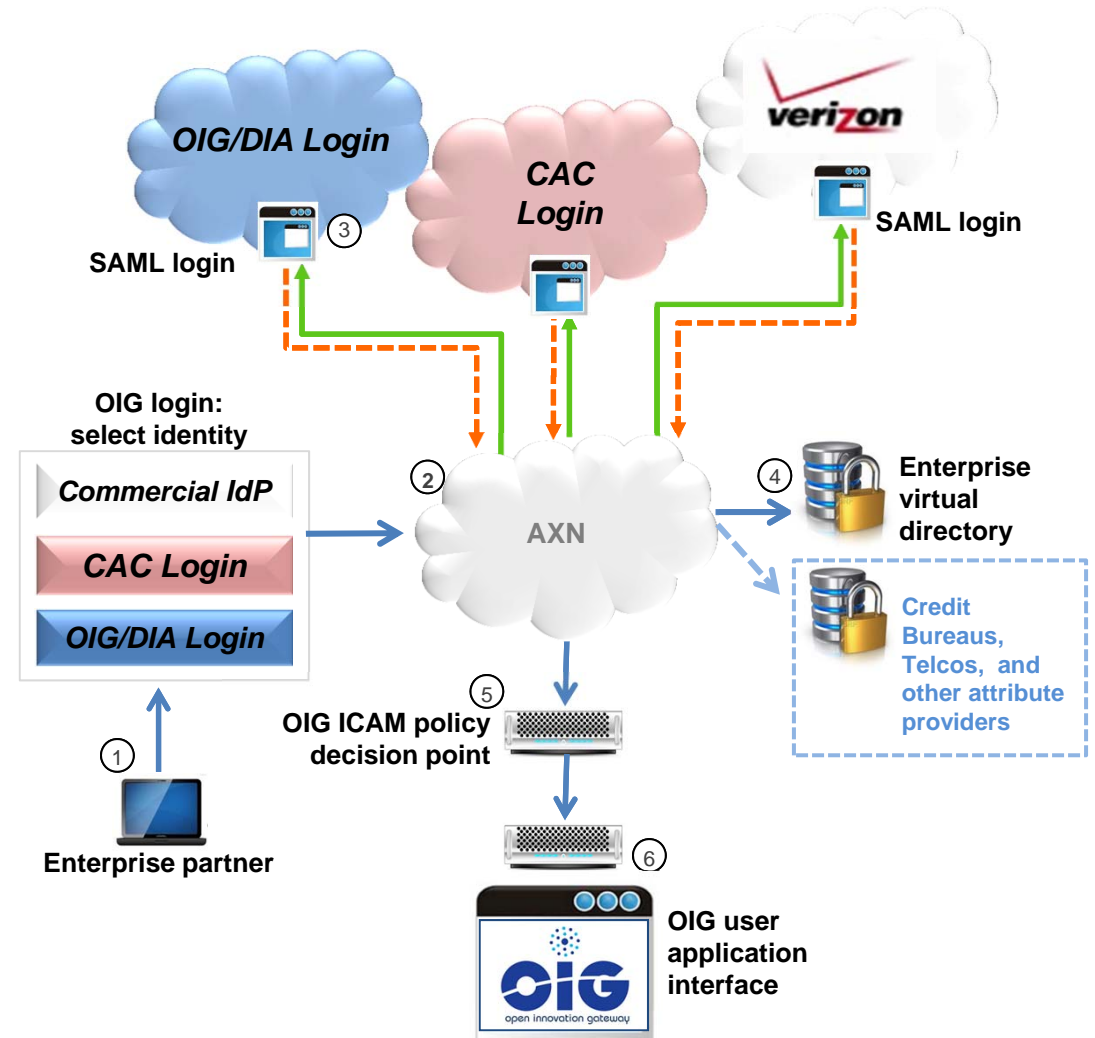 OIG/DIA Login
CAC
Login
verizon
3
SAML login
SAML login
OIG login:
select identity
Commercial IdP
CAC Login
OIG/DIA Login
2
AXN
4
Enterprise
virtual
directory
Credit
Bureaus,
Telcos, and
other attribute
providers
5
OIG ICAM policy
decision point
1
Enterprise partner
6
OIG
open innovation gateway
OIG user
application
interface